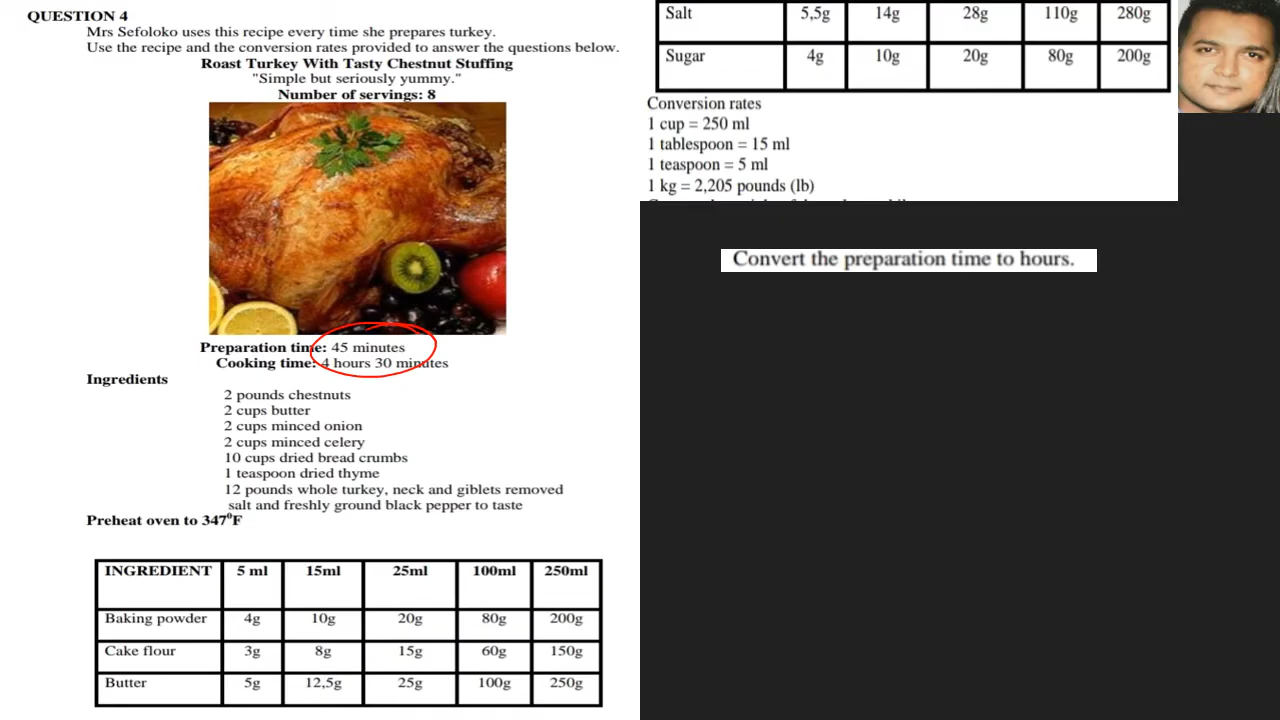 QUESTION 4
Mrs Sefoloko uses this recipe every time she prepares turkey.
Use the recipe and the conversion rates provided to answer the questions below.
Roast Turkey With Tasty Chestnut Stuffing
"Simple but seriously yummy."
Number of servings: 8
Preparation time: 45 minutes
Cooking time: 4 hours 30 minutes
Ingredients
2 pounds chestnuts
2 cups butter
2 cups minced onion
2 cups minced celery
10 cups dried bread crumbs
1 teaspoon dried thyme
12 pounds whole turkey, neck and giblets removed
salt and freshly ground black pepper to taste
Preheat oven to 347⁰F
INGREDIENT 5 ml 15ml 25ml 100ml 250ml
Baking powder 4g 10g 20g 80g 200g
Cake flour 3g 8g 15g 60g 150g
Butter 5g 12,5g 25g 100g 250g
Salt 5,5g 14g 28g 110g 280g
Sugar 4g 10g 20g 80g 200g
Conversion rates
1 cup = 250 ml
1 tablespoon = 15 ml
1 teaspoon = 5 ml
1 kg = 2,205 pounds (lb)
Convert the preparation time to hours.